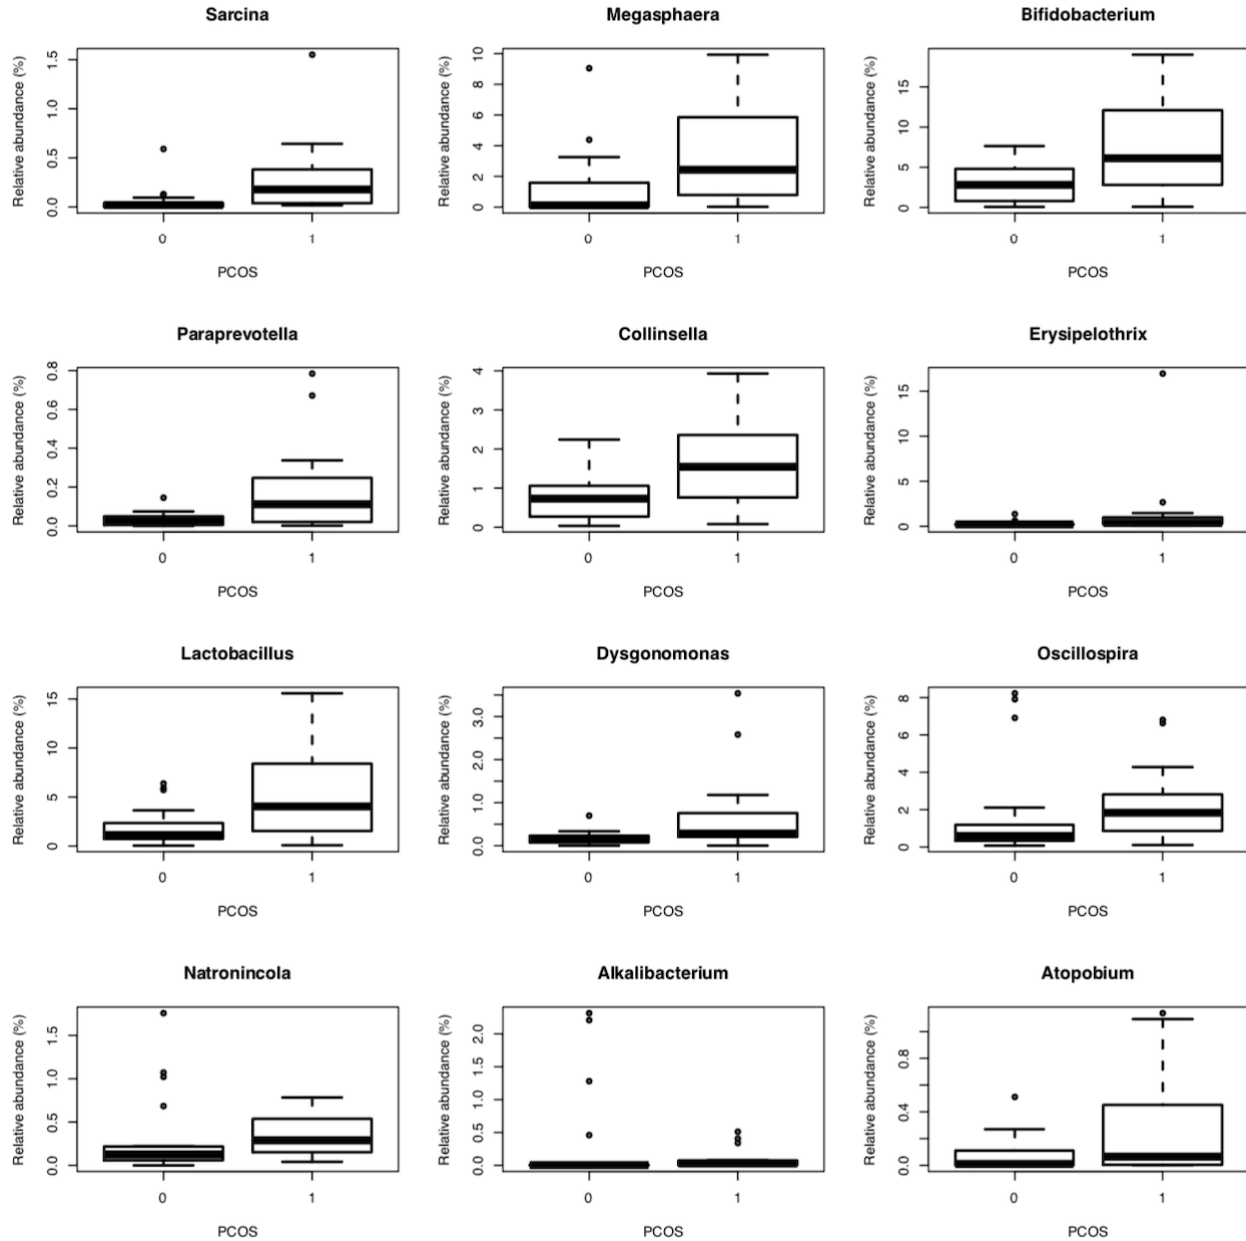 Sarcina
Relative abundance (%)
0.0 0.5 1.0 1.5
0 1
PCOS
Megasphaera
Relative abundance (%)
0 2 4 6 8 10
0 1
PCOS
Bifidobacterium
Relative abundance (%)
0 5 10 15
0 1
PCOS
Paraprevotella
Relative abundance (%)
0.0 0.2 0.4 0.6 0.8
0 1
PCOS
Collinsella
Relative abundance (%)
0 1 2 3 4
0 1
PCOS
Erysipelothrix
Relative abundance (%)
0 5 10 15
0 1
PCOS
Lactobacillus
Relative abundance (%)
0 5 10 15
0 1
PCOS
Dysgonomonas
Relative abundance (%)
0.0 1.0 2.0 3.0
0 1
PCOS
Oscillospira
Relative abundance (%)
0 2 4 6 8
0 1
PCOS
Natronincola
Relative abundance (%)
0.0 0.5 1.0 1.5
0 1
PCOS
Alkalibacterium
Relative abundance (%)
0.0 0.5 1.0 1.5 2.0
0 1
PCOS
Atopobium
Relative abundance (%)
0.0 0.4 0.8
0 1
PCOS